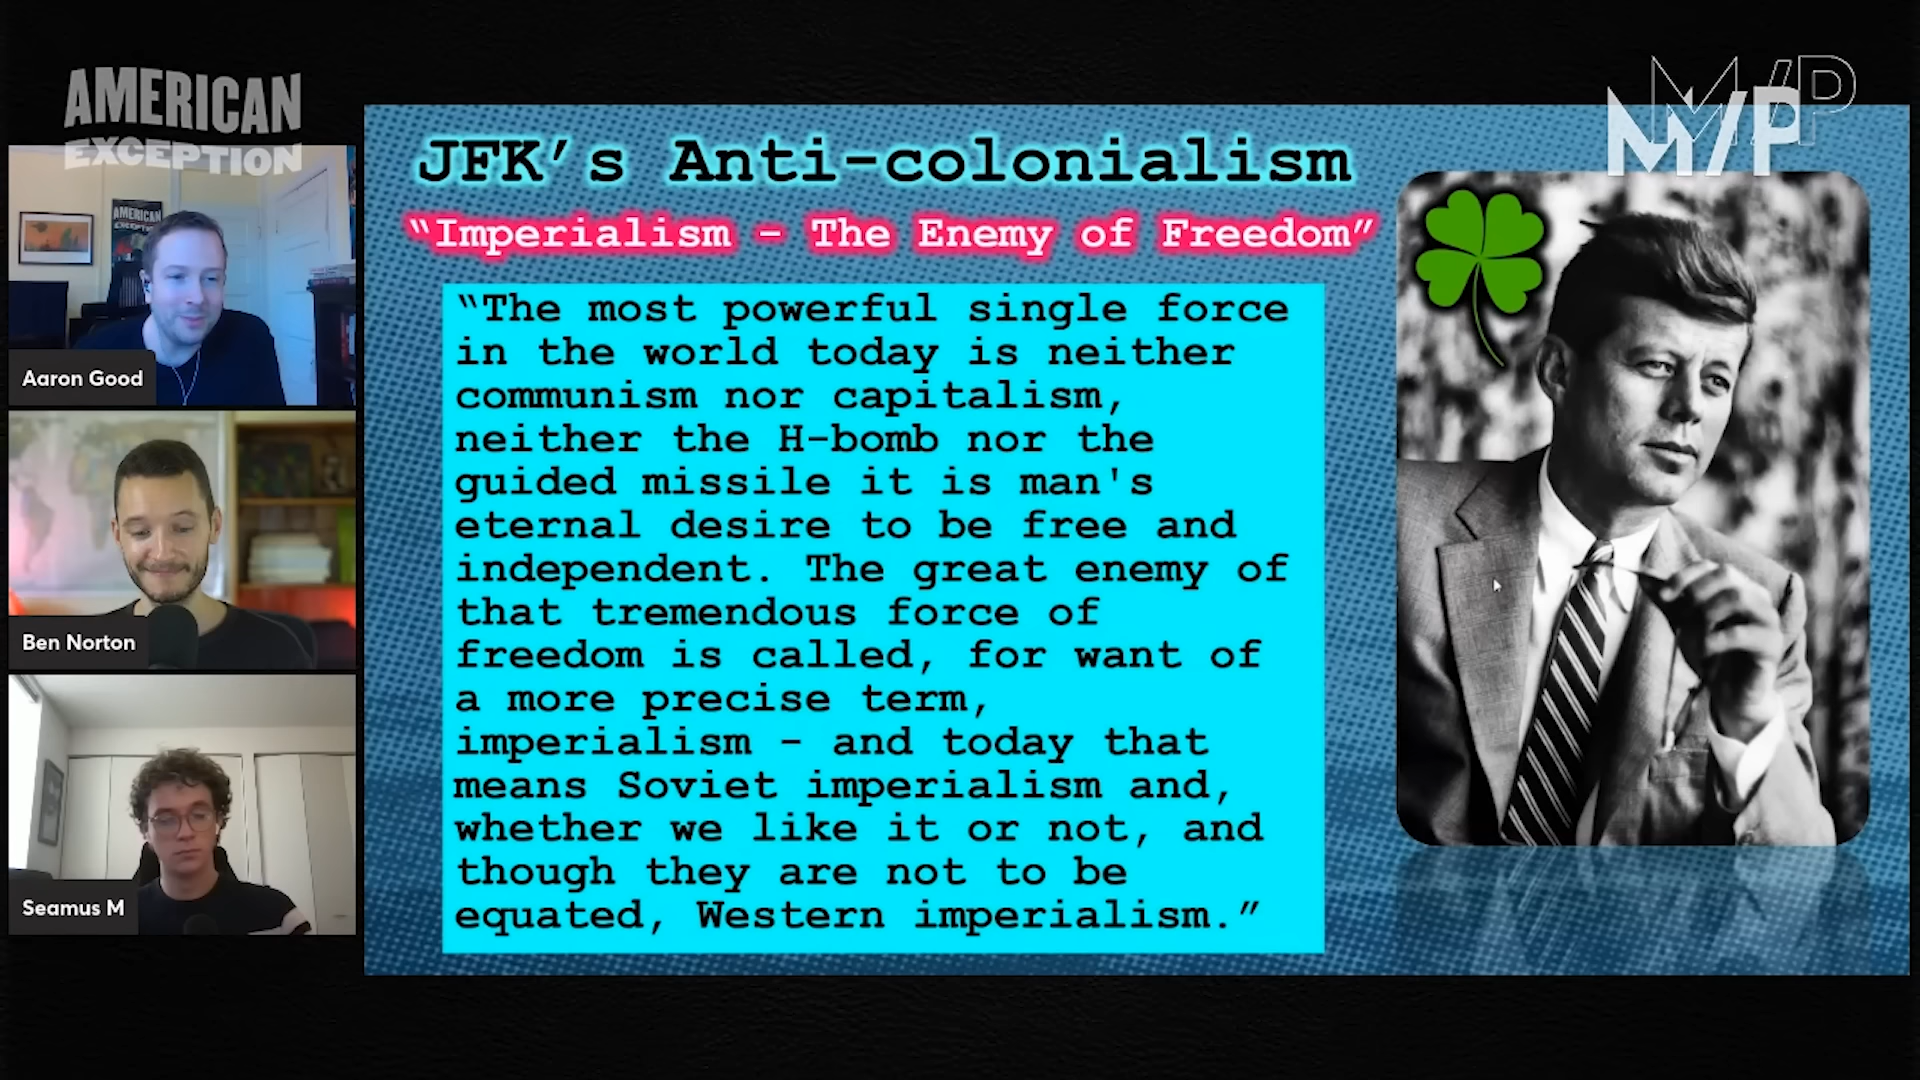 AMERICAN
EXCEPTION
M/P
M/P
JFK’s Anti-colonialism
“Imperialism - The Enemy of Freedom”
“The most powerful single force
in the world today is neither
communism nor capitalism,
neither the H-bomb nor the
guided missile it is man's
eternal desire to be free and
independent. The great enemy of
that tremendous force of
freedom is called, for want of
a more precise term,
imperialism - and today that
means Soviet imperialism and,
whether we like it or not, and
though they are not to be
equated, Western imperialism.”
AMERICAN
Aaron Good
Ben Norton
Seamus M